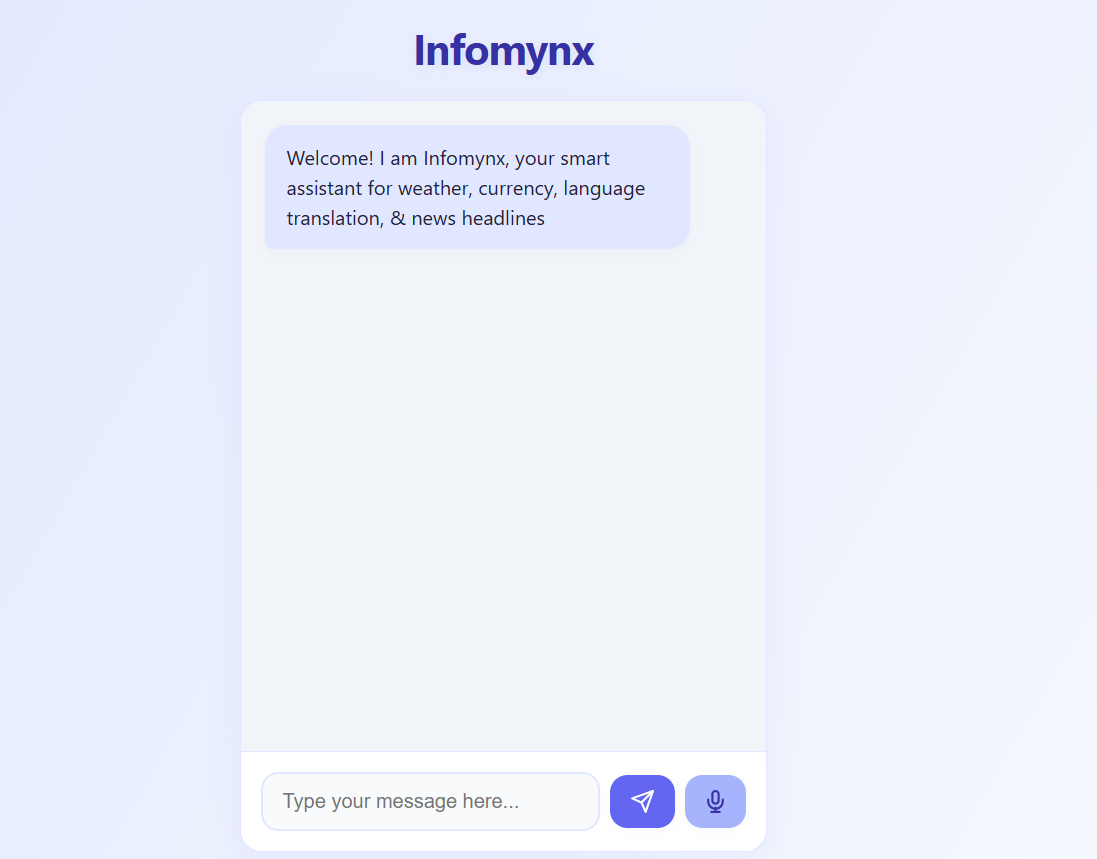 Infomynx
Welcome! I am Infomynx, your smart
assistant for weather, currency, language
translation, & news headlines
Type your message here...